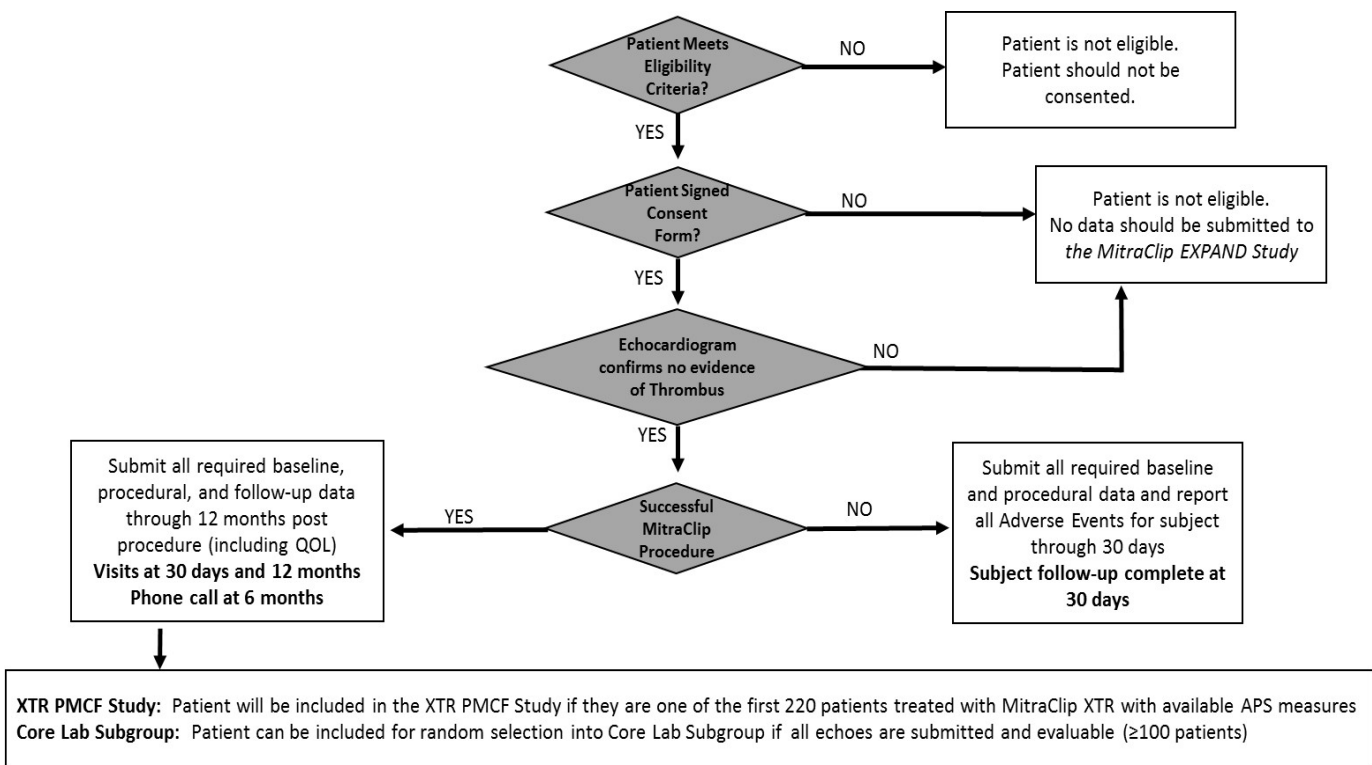 Patient Meets
Eligibility
Criteria?
NO
Patient is not eligible.
Patient should not be
consented.
YES
Patient Signed
Consent
Form?
NO
Patient is not eligible.
No data should be submitted to
the MitraClip EXPAND Study
YES
Echocardiogram
confirms no evidence
of Thrombus
NO
YES
Submit all required baseline,
procedural, and follow-up data
through 12 months post
procedure (including QOL)
Visits at 30 days and 12 months
Phone call at 6 months
YES
Successful
MitraClip
Procedure
NO
Submit all required baseline
and procedural data and report
all Adverse Events for subject
through 30 days
Subject follow-up complete at
30 days
XTR PMCF Study: Patient will be included in the XTR PMCF Study if they are one of the first 220 patients treated with MitraClip XTR with available APS measures
Core Lab Subgroup: Patient can be included for random selection into Core Lab Subgroup if all echoes are submitted and evaluable (≥100 patients)